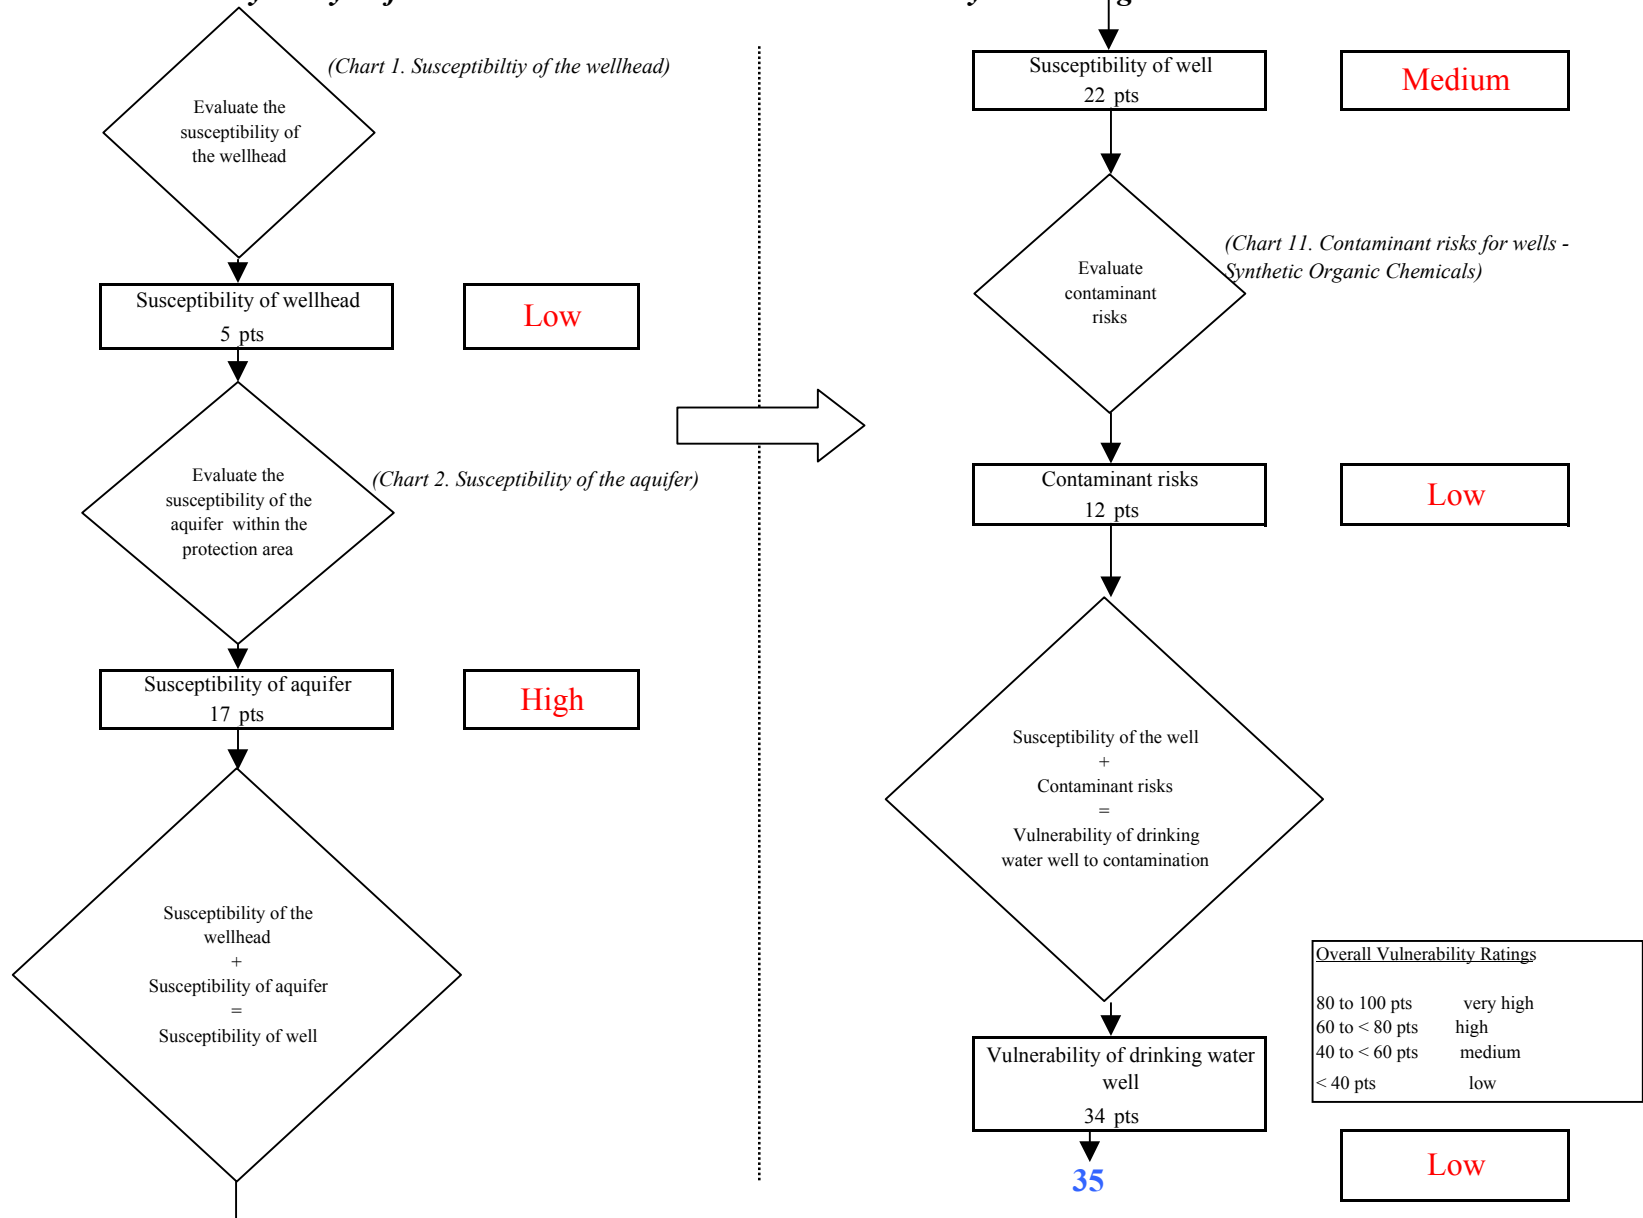 (Chart 1. Susceptibiltiy of the wellhead)
Evaluate the
susceptibility of
the wellhead
Susceptibility of wellhead
5 pts
Low
Evaluate the
susceptibility of the
aquifer within the
protection area
(Chart 2. Susceptibility of the aquifer)
Susceptibility of aquifer
17 pts
High
Susceptibility of the
wellhead
+
Susceptibility of aquifer
=
Susceptibility of well
Susceptibility of well
22 pts
Medium
Evaluate
contaminant
risks
(Chart 11. Contaminant risks for wells -
Synthetic Organic Chemicals)
Contaminant risks
12 pts
Low
Susceptibility of the well
+
Contaminant risks
=
Vulnerability of drinking
water well to contamination
Vulnerability of drinking water
well
34 pts
35
Overall Vulnerability Ratings
80 to 100 pts very high
60 to < 80 pts high
40 to < 60 pts medium
< 40 pts low
Low